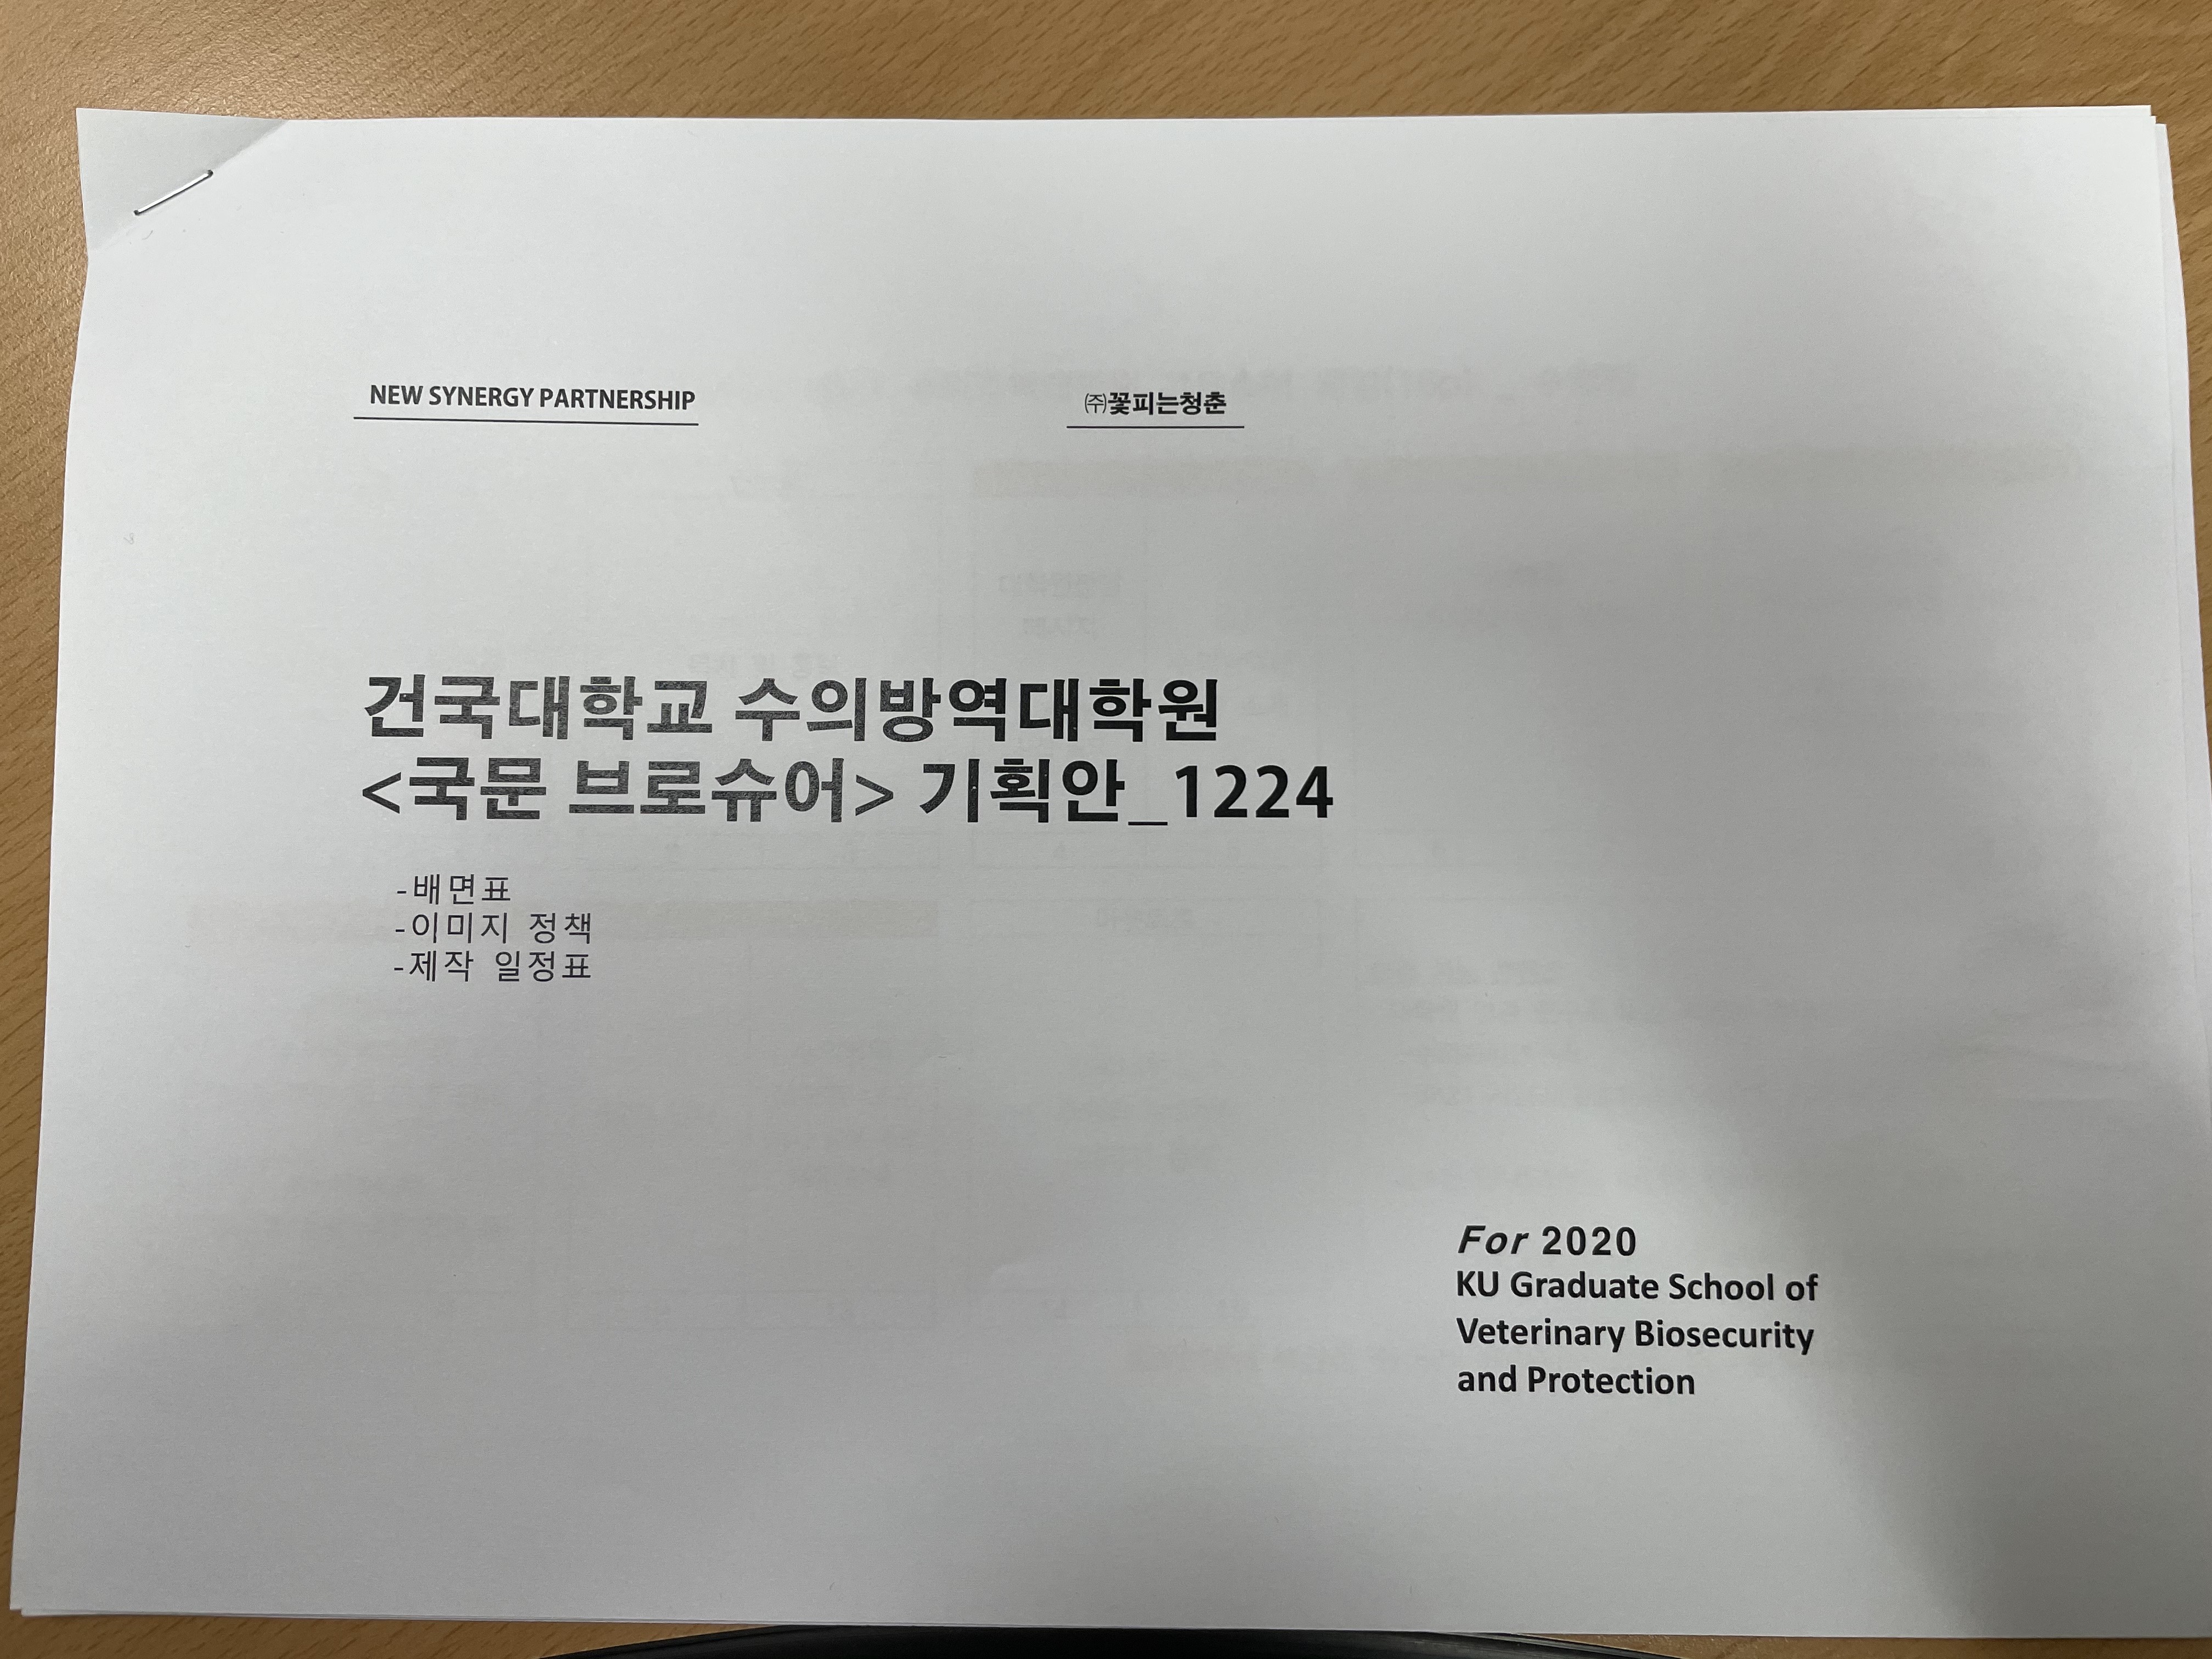 NEW SYNERGY PARTNERSHIP
㈜꽃피는청춘
건국대학교 수의방역대학원
<국문 브로슈어> 기획안_1224
-배면표
-이미지 정책
-제작 일정표
For 2020
KU Graduate School of
Veterinary Biosecurity
and Protection